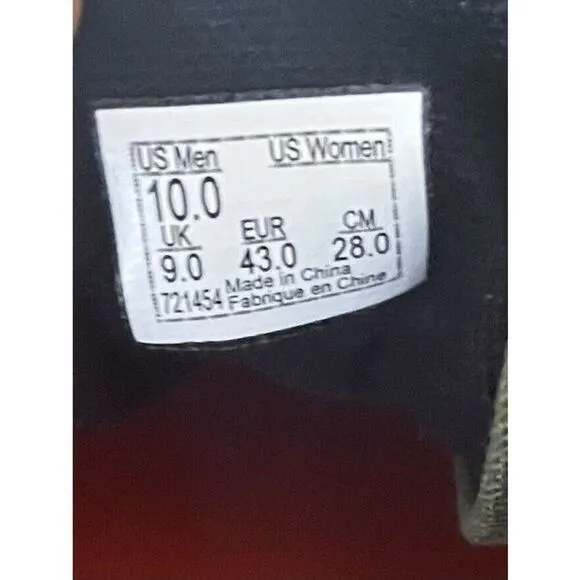 US Men US Women
10.0
UK EUR CM
9.0 43.0 28.0
721454 Made in China
Fabrique en Chine